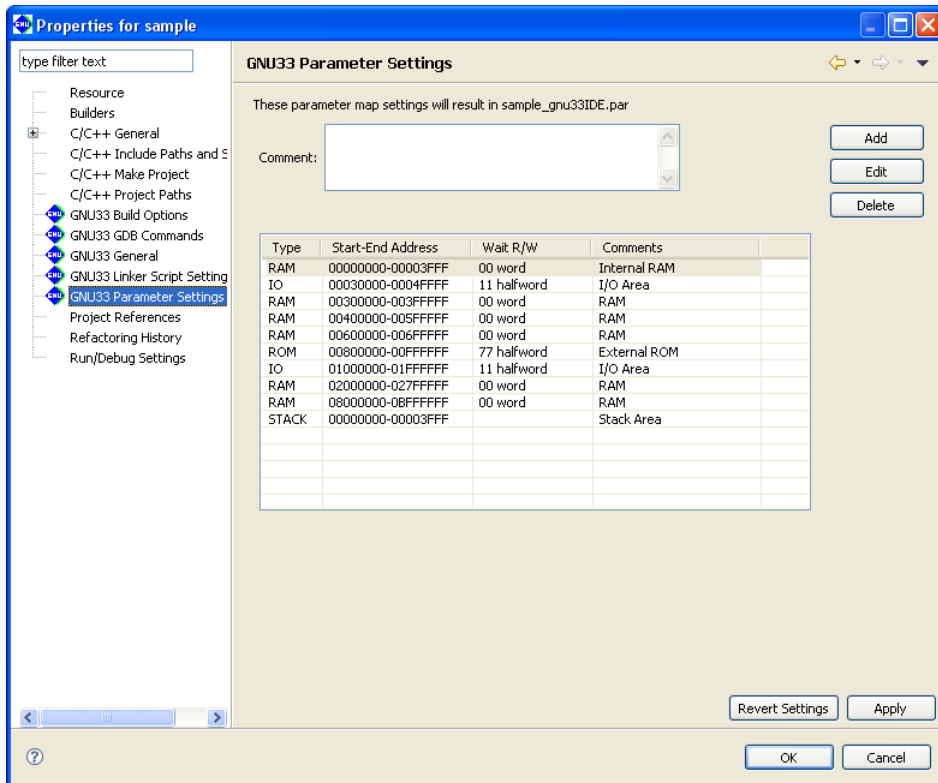 Properties for sample
type filter text
GNU33 Parameter Settings
Resource
Builders
C/C++ General
C/C++ Include Paths and S
C/C++ Make Project
C/C++ Project Paths
GNU33 Build Options
GNU33 GDB Commands
GNU33 General
GNU33 Linker Script Setting
GNU33 Parameter Settings
Project References
Refactoring History
Run/Debug Settings
These parameter map settings will result in sample_gnu33IDE.par
Comment:
Add
Edit
Delete
Type Start-End Address Wait R/W Comments
RAM 00000000-00003FFF 00 word Internal RAM
IO 00030000-0004FFFF 11 halfword I/O Area
RAM 00300000-003FFFFF 00 word RAM
RAM 00400000-005FFFFF 00 word RAM
RAM 00600000-006FFFFF 00 word RAM
ROM 00800000-00FFFFFF 77 halfword External ROM
IO 01000000-01FFFFFF 11 halfword I/O Area
RAM 02000000-027FFFFF 00 word RAM
RAM 08000000-0BFFFFFF 00 word RAM
STACK 00000000-00003FFF Stack Area
Revert Settings
Apply
OK
Cancel